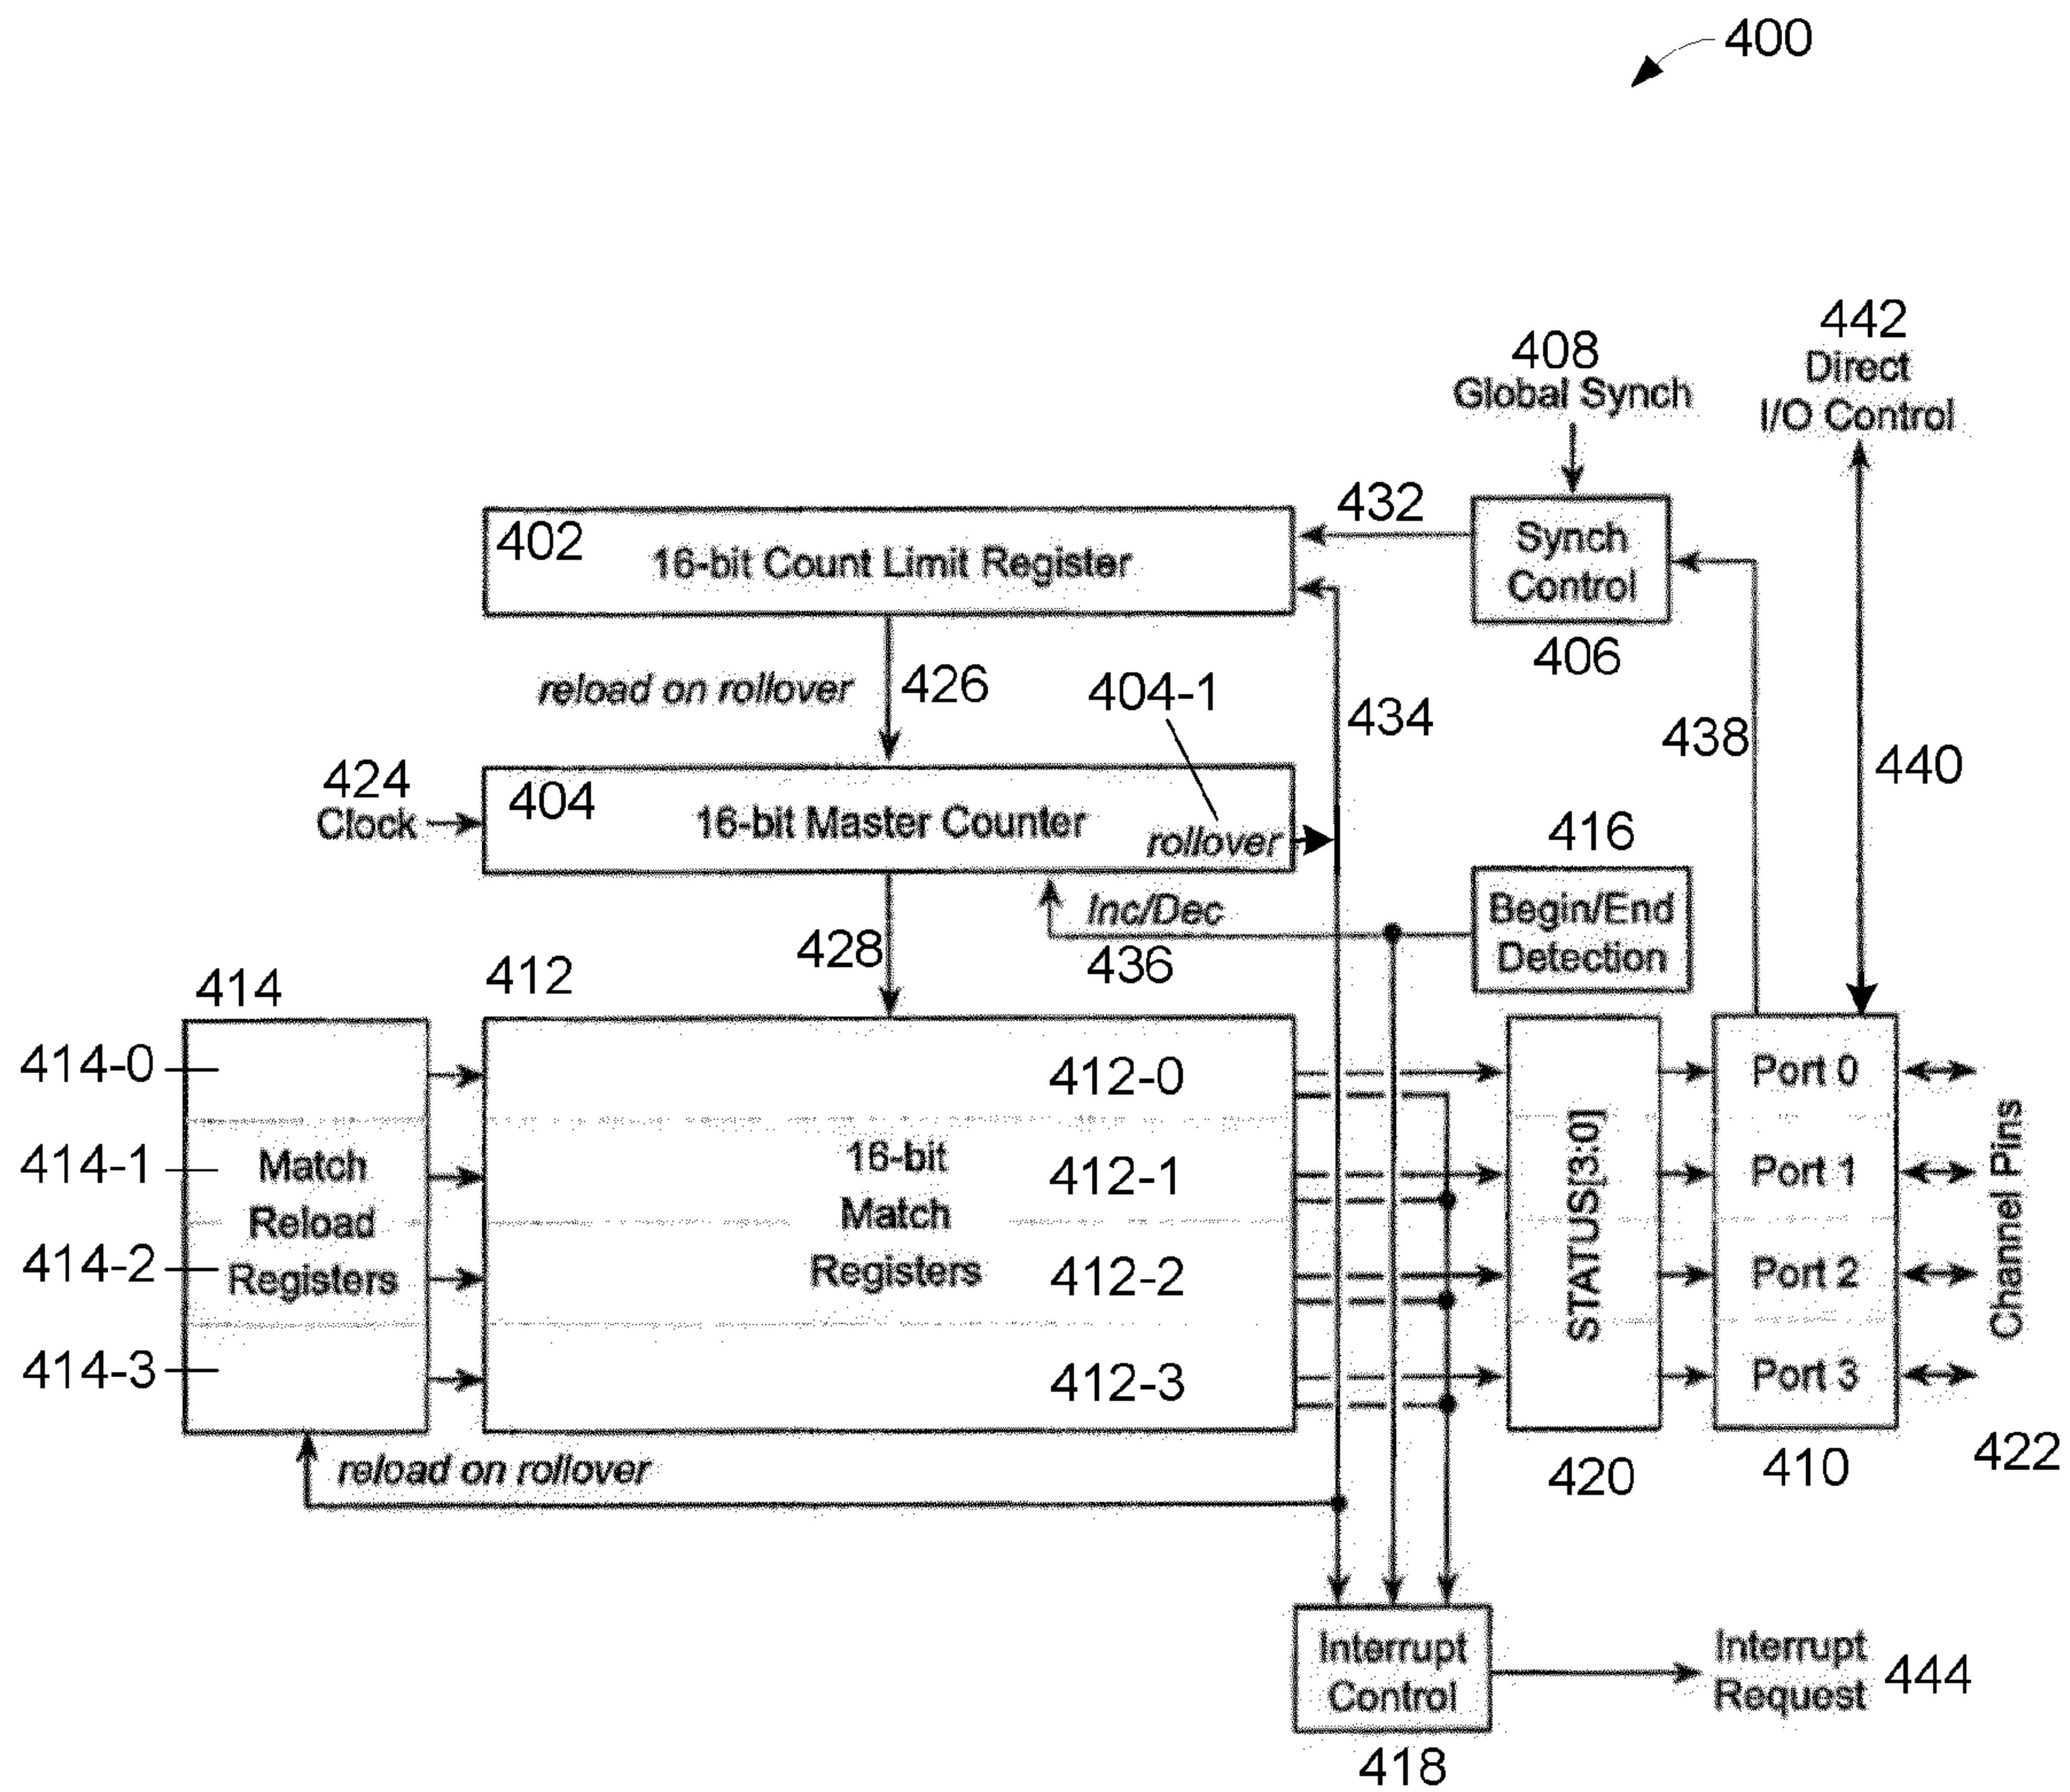 400
442
Direct
I/O Control
408
Global Synch
432
402
16-bit Count Limit Register
Synch
Control
406
reload on rollover
426
404-1
434
438
440
424
Clock
404
16-bit Master Counter
rollover
416
Begin/End
Detection
Inc/Dec
436
428
414
412
414-0
412-0
Port 0
414-1
Match
Reload
Registers
16-bit
Match
Registers
412-1
STATUS[3:0]
Port 1
Channel Pins
414-2
412-2
Port 2
414-3
412-3
Port 3
reload on rollover
420
410
422
Interrupt
Control
418
Interrupt
Request
444